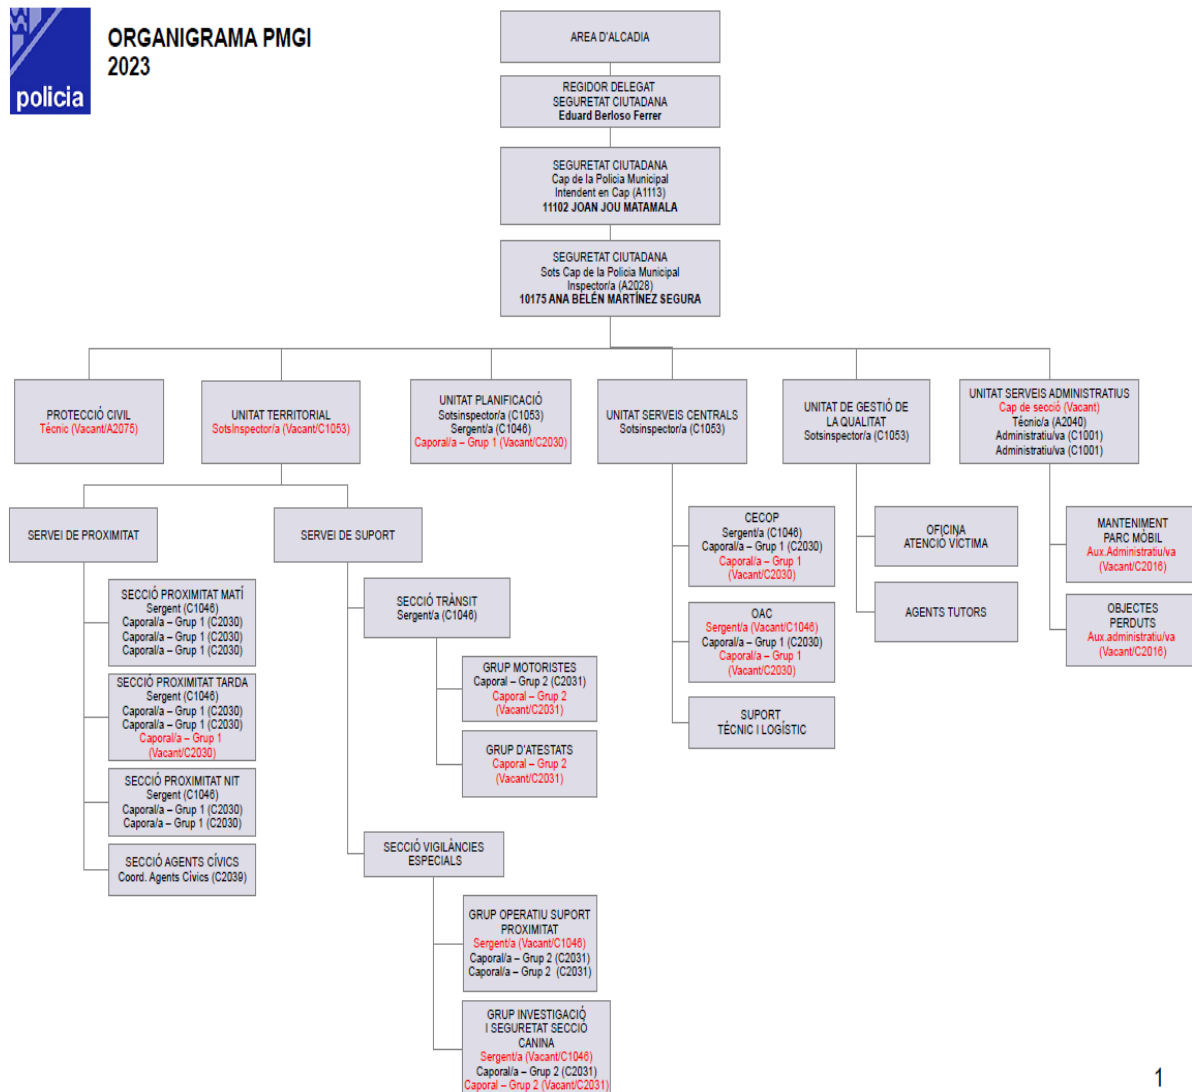 policia
ORGANIGRAMA PMGI
2023
AREA D'ALCADIA
REGIDOR DELEGAT
SEGURETAT CIUTADANA
Eduard Berloso Ferrer
SEGURETAT CIUTADANA
Cap de la Policia Municipal
Intendent en Cap (A1113)
11102 JOAN JOU MATAMALA
SEGURETAT CIUTADANA
Sots Cap de la Policia Municipal
Inspector/a (A2028)
10175 ANA BELÉN MARTÍNEZ SEGURA
PROTECCIÓ CIVIL
Tècnic (Vacant/A2075)
UNITAT TERRITORIAL
SotsInspector/a (Vacant/C1053)
UNITAT PLANIFICACIÓ
Sotsinspector/a (C1053)
Sergent/a (C1046)
Caporal/a – Grup 1 (Vacant/C2030)
UNITAT SERVEIS CENTRALS
Sotsinspector/a (C1053)
UNITAT DE GESTIÓ DE
LA QUALITAT
Sotsinspector/a (C1053)
UNITAT SERVEIS ADMINISTRATIUS
Cap de secció (Vacant)
Tècnic/a (A2040)
Administratiu/va (C1001)
Administratiu/va (C1001)
SERVEI DE PROXIMITAT
SECCIÓ PROXIMITAT MATÍ
Sergent (C1046)
Caporal/a – Grup 1 (C2030)
Caporal/a – Grup 1 (C2030)
Caporal/a – Grup 1 (C2030)
SECCIÓ PROXIMITAT TARDA
Sergent (C1046)
Caporal/a – Grup 1 (C2030)
Caporal/a – Grup 1 (C2030)
Caporal/a – Grup 1
(Vacant/C2030)
SECCIÓ PROXIMITAT NIT
Sergent (C1046)
Caporal/a – Grup 1 (C2030)
Capora/a – Grup 1 (C2030)
SECCIÓ AGENTS CÍVICS
Coord. Agents Cívics (C2039)
SERVEI DE SUPORT
SECCIÓ TRÀNSIT
Sergent/a (C1046)
GRUP MOTORISTES
Caporal – Grup 2 (C2031)
Caporal – Grup 2
(Vacant/C2031)
GRUP D'ATESTATS
Caporal – Grup 2
(Vacant/C2031)
SECCIÓ VIGILÀNCIES
ESPECIALS
GRUP OPERATIU SUPORT
PROXIMITAT
Sergent/a (Vacant/C1046)
Caporal/a – Grup 2 (C2031)
Caporal/a – Grup 2 (C2031)
GRUP INVESTIGACIÓ
I SEGURETAT SECCIÓ
CANINA
Sergent/a (Vacant/C1046)
Caporal/a – Grup 2 (C2031)
Caporal – Grup 2 (Vacant/C2031)
CECOP
Sergent/a (C1046)
Caporal/a – Grup 1 (C2030)
Caporal/a – Grup 1
(Vacant/C2030)
OAC
Sergent/a (Vacant/C1046)
Caporal/a – Grup 1 (C2030)
Caporal/a – Grup 1
(Vacant/C2030)
SUPORT
TÈCNIC I LOGÍSTIC
OFICINA
ATENCIÓ VÍCTIMA
AGENTS TUTORS
MANTENIMENT
PARC MÒBIL
Aux.Administratiu/va
(Vacant/C2016)
OBJECTES
PERDUTS
Aux.administratiu/va
(Vacant/C2016)
1